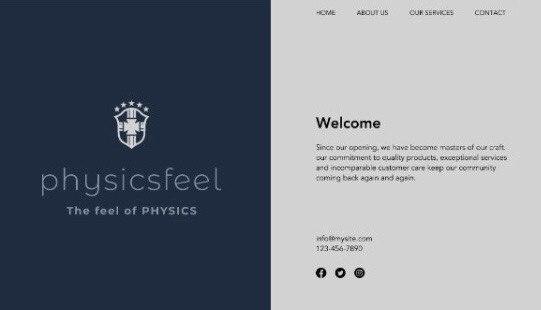 HOME ABOUT US OUR SERVICES CONTACT
physicsfeel
The feel of PHYSICS
Welcome
Since our opening, we have become masters of our craft.
our commitment to quality products, exceptional services
and incomparable customer care keep our community
coming back again and again.
info@mysite.com
123-456-7890